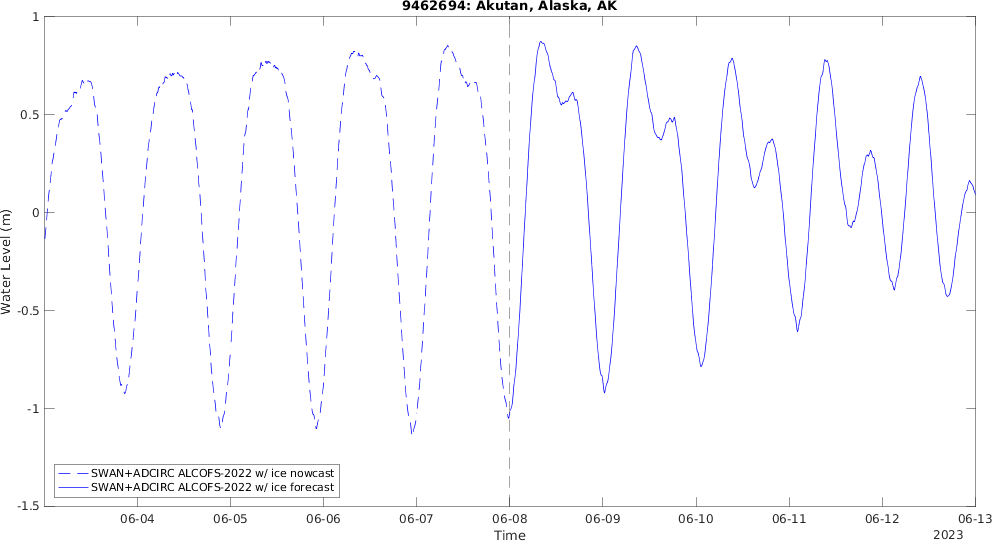 9462694: Akutan, Alaska, AK
Water Level (m)
1
0.5
0
-0.5
-1
-1.5
SWAN+ADCIRC ALCOFS-2022 w/ ice nowcast
SWAN+ADCIRC ALCOFS-2022 w/ ice forecast
06-04 06-05 06-06 06-07 06-08 06-09 06-10 06-11 06-12 06-13
Time
2023